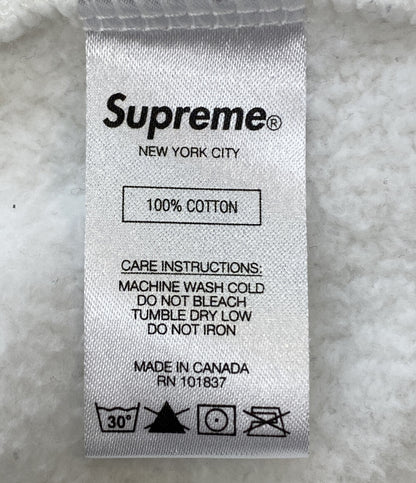 Supreme®
NEW YORK CITY
100% COTTON
CARE INSTRUCTIONS:
MACHINE WASH COLD
DO NOT BLEACH
TUMBLE DRY LOW
DO NOT IRON
MADE IN CANADA
RN 101837
30°